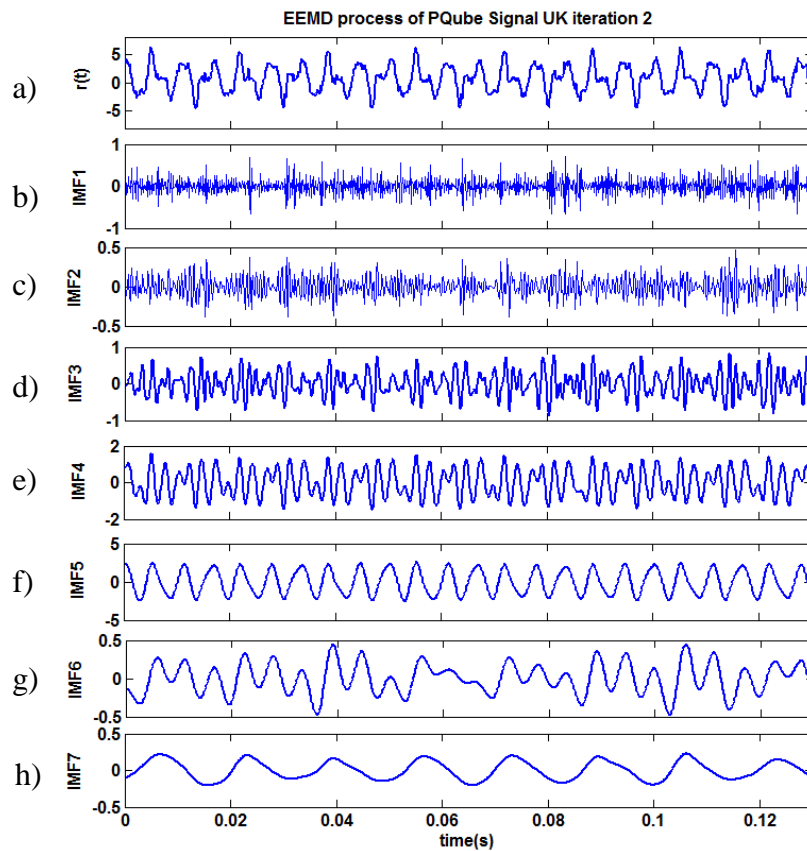 EEMD process of PQube Signal UK iteration 2
a)
r(t)
5
0
-5
b)
IMF1
1
0
-1
c)
IMF2
0.5
0
-0.5
d)
IMF3
1
0
-1
e)
IMF4
2
0
-2
f)
IMF5
5
0
-5
g)
IMF6
0.5
0
-0.5
h)
IMF7
0.5
0
-0.5
0 0.02 0.04 0.06 0.08 0.1 0.12
time(s)